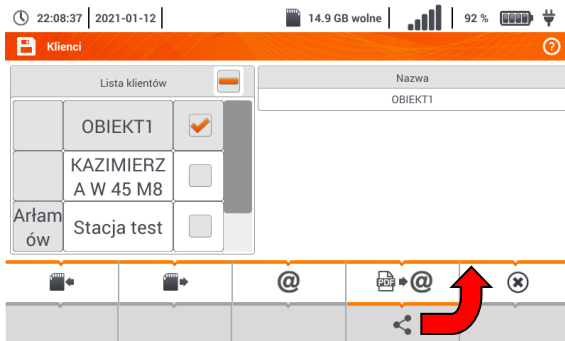 22:08:37 2021-01-12 14.9 GB wolne 92 %
Klienci ?
Lista klientów
Nazwa
OBIEKT1
OBIEKT1
KAZIMIERZ
A W 45 M8
Arłam
ów
Stacja test
@ PDF @